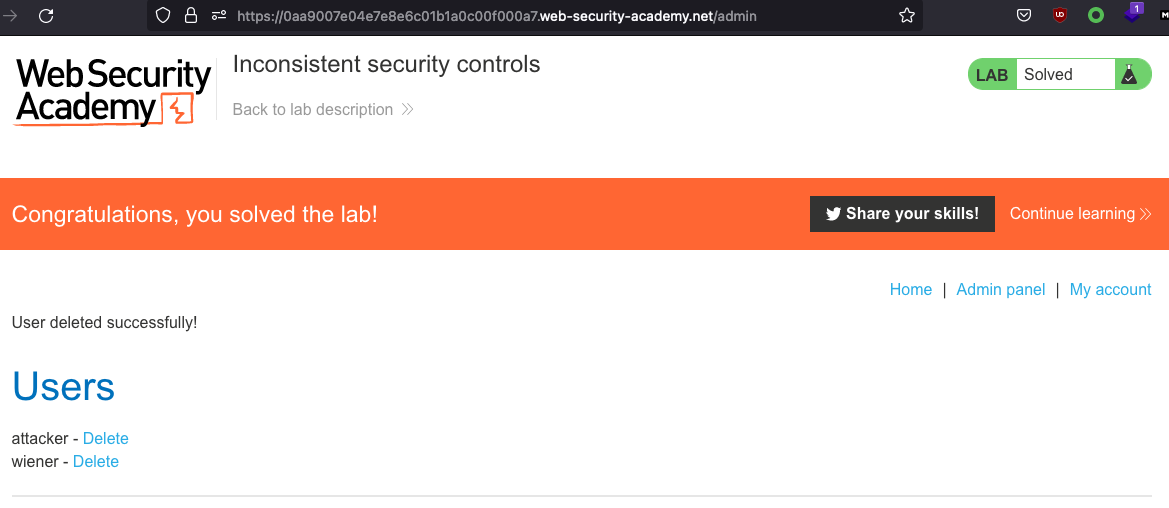 https://0aa9007e04e7e8e6c01b1a0c00f000a7.web-security-academy.net/admin
1
Web Security
Academy
Inconsistent security controls
Back to lab description
LAB Solved
Congratulations, you solved the lab!
Share your skills!
Continue learning
Home | Admin panel | My account
User deleted successfully!
Users
attacker - Delete
wiener - Delete